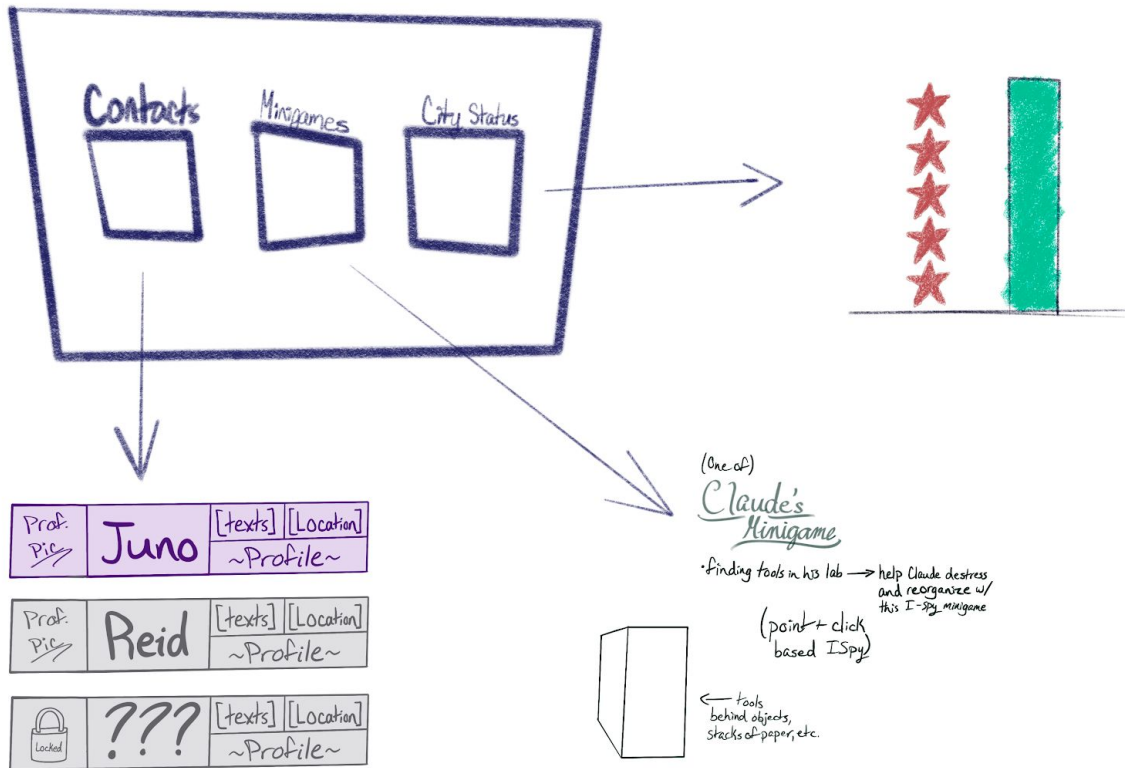 Contacts
Minigames
City Status
Prof.
Pic
Juno
[texts]
[Location]
~Profile~
Prof.
Pic
Reid
[texts]
[Location]
~Profile~
Locked
???
[texts]
[Location]
~Profile~
(One of)
Claude's
Minigame
•finding tools in his lab → help Claude destress
and reorganize w/
this I-spy minigame
(point + click
based ISpy)
← tools
behind objects,
stacks of paper, etc.